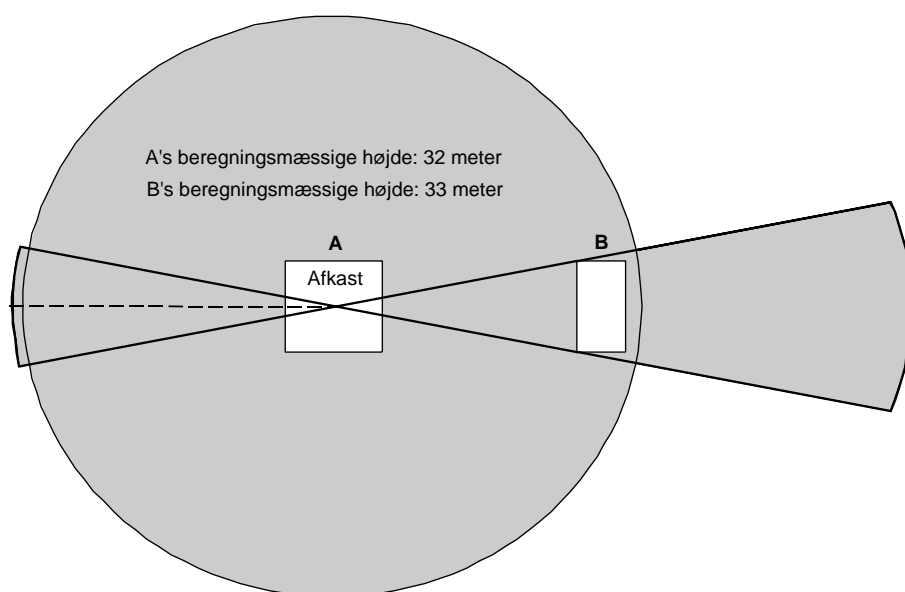 A's beregningsmæssige højde: 32 meter
B's beregningsmæssige højde: 33 meter
A
B
Afkast